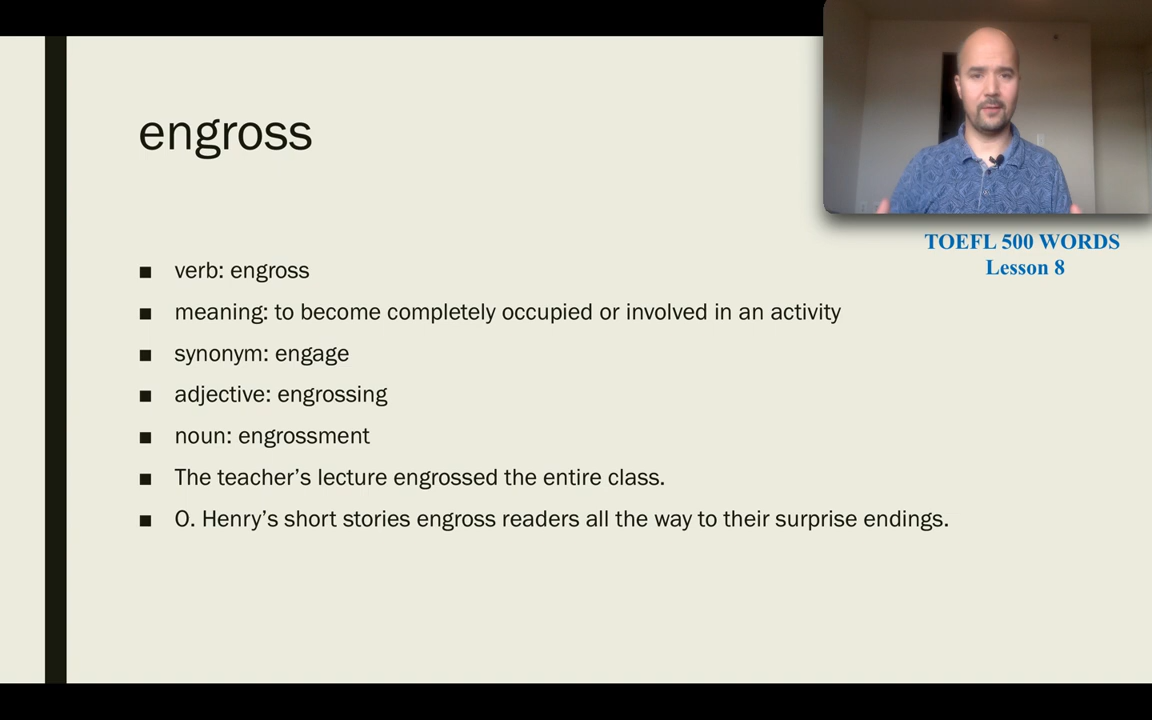 engross
TOEFL 500 WORDS
Lesson 8
verb: engross
meaning: to become completely occupied or involved in an activity
synonym: engage
adjective: engrossing
noun: engrossment
The teacher’s lecture engrossed the entire class.
O. Henry’s short stories engross readers all the way to their surprise endings.